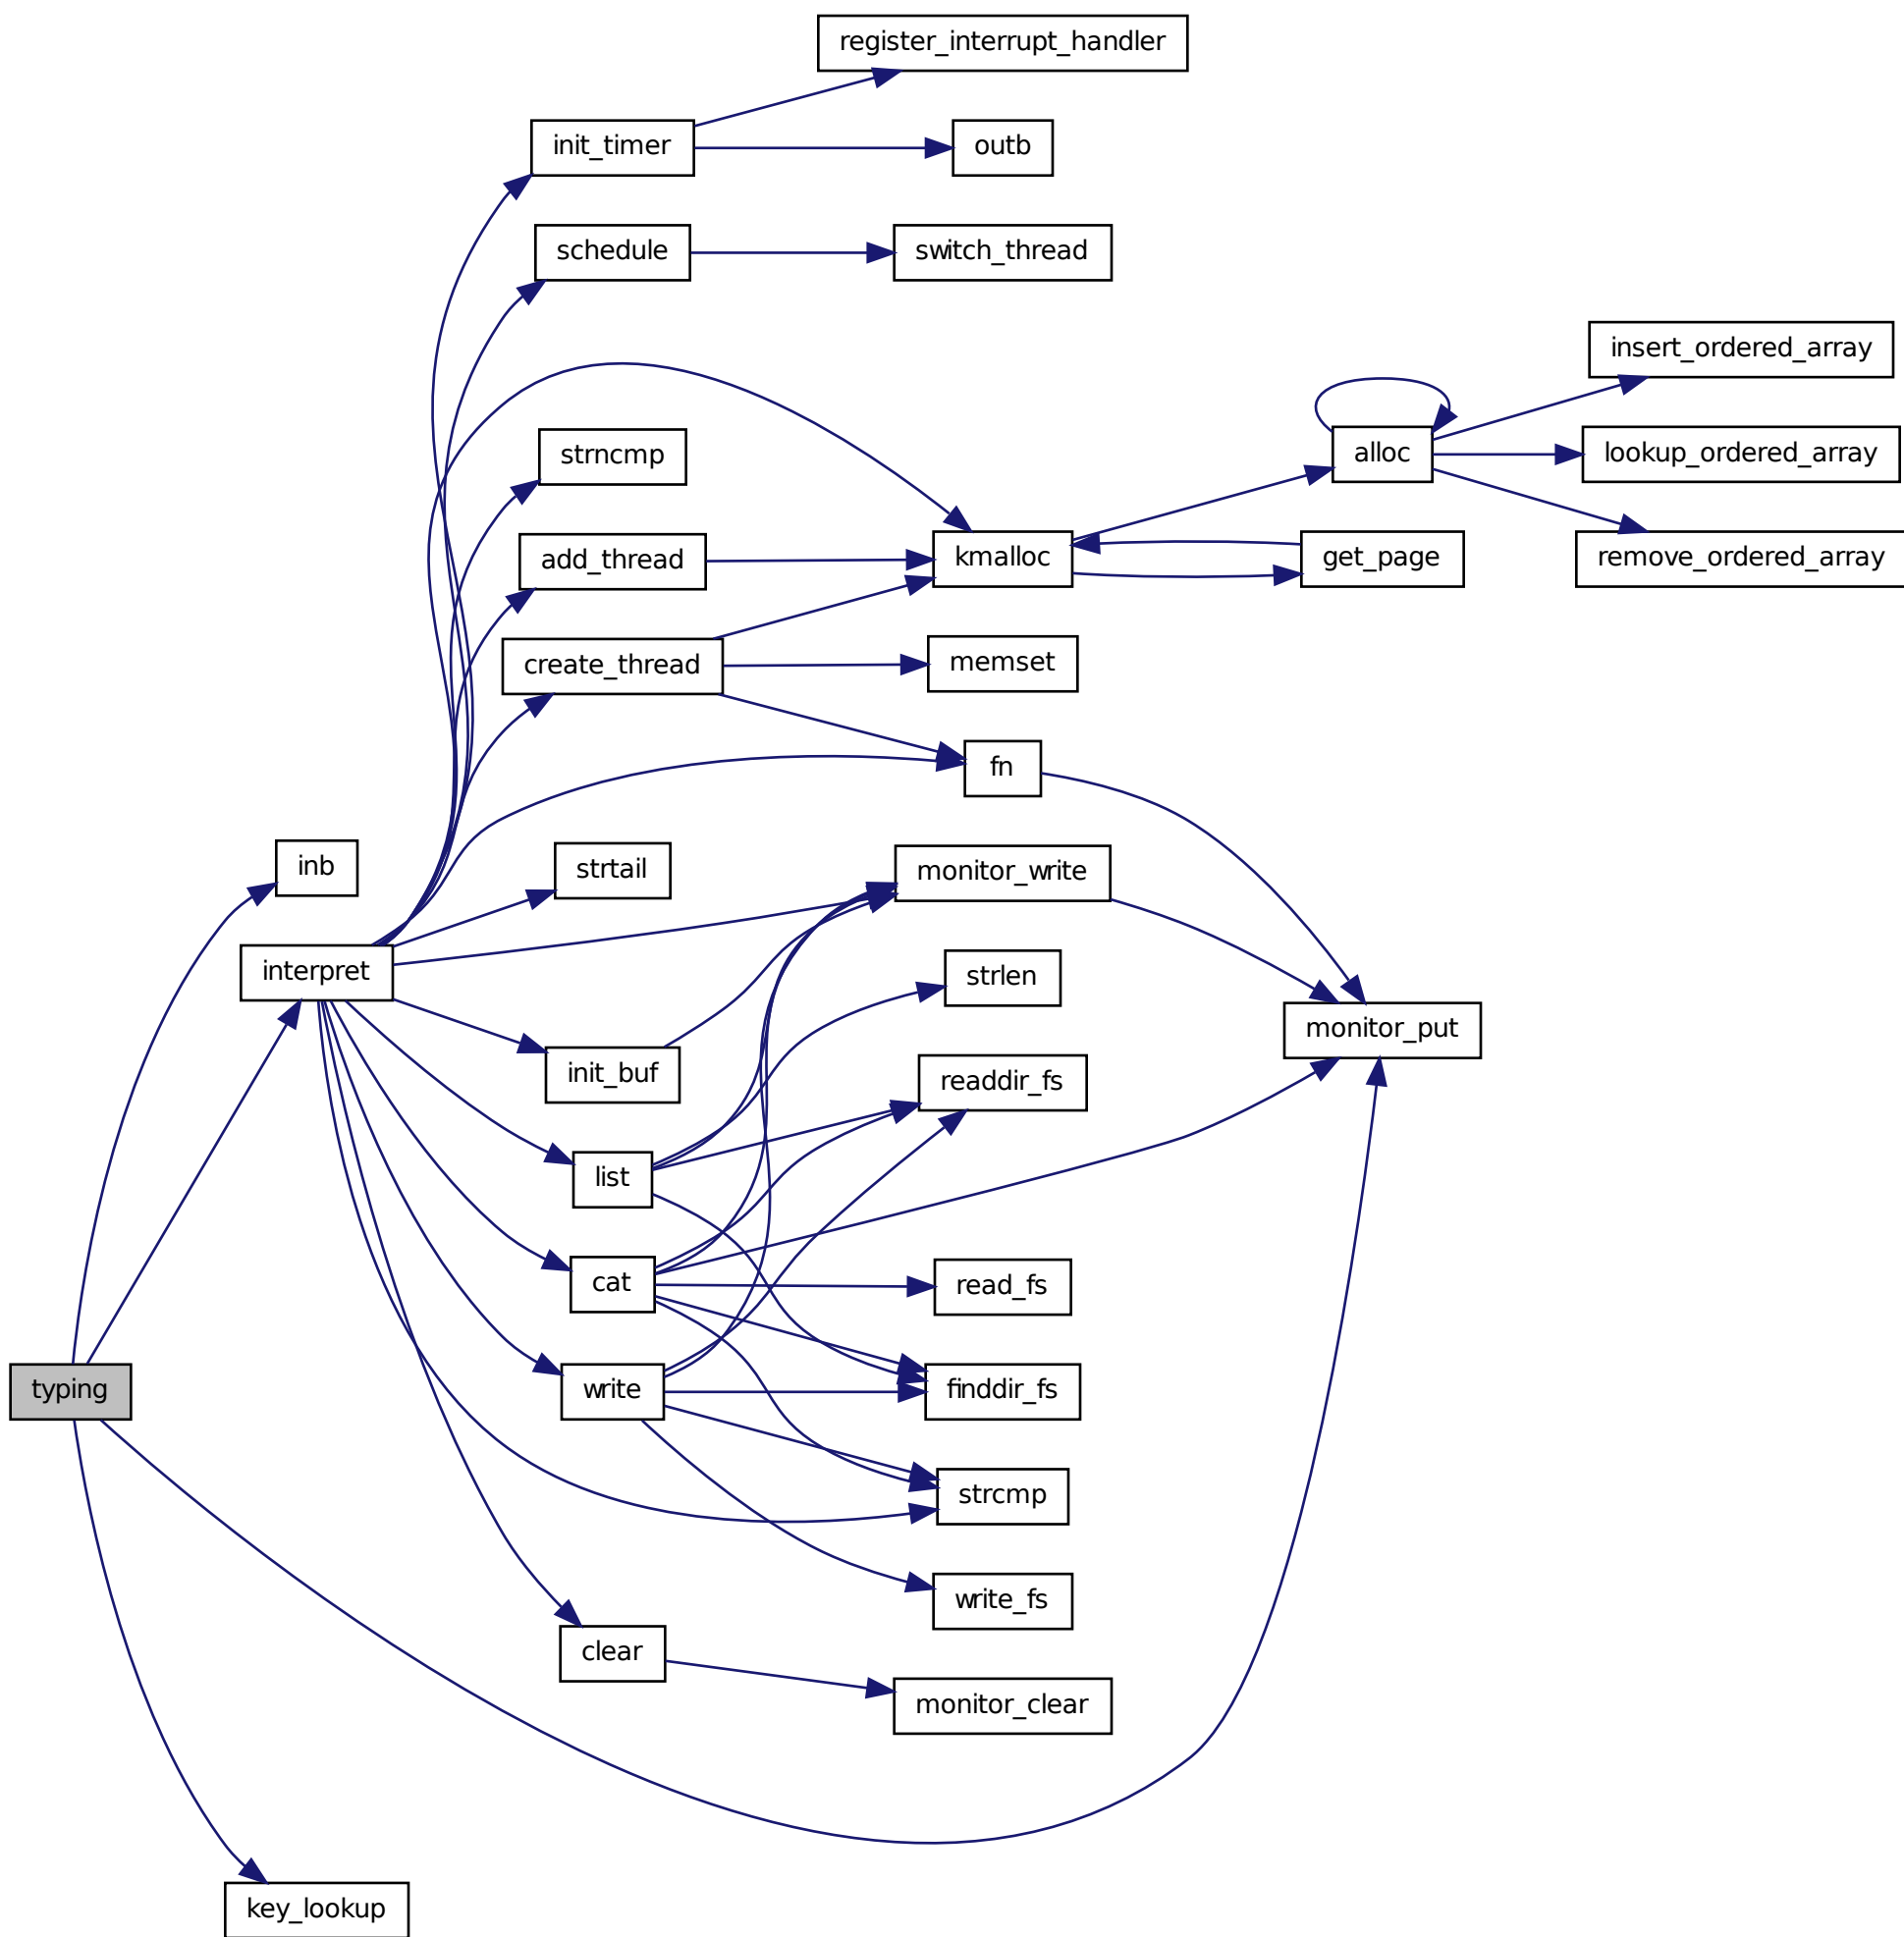 register_interrupt_handler
init_timer
outb
schedule
switch_thread
insert_ordered_array
strncmp
alloc
lookup_ordered_array
add_thread
kmalloc
get_page
remove_ordered_array
create_thread
memset
fn
inb
strtail
monitor_write
interpret
strlen
monitor_put
init_buf
readdir_fs
list
cat
read_fs
typing
write
finddir_fs
strcmp
write_fs
clear
monitor_clear
key_lookup